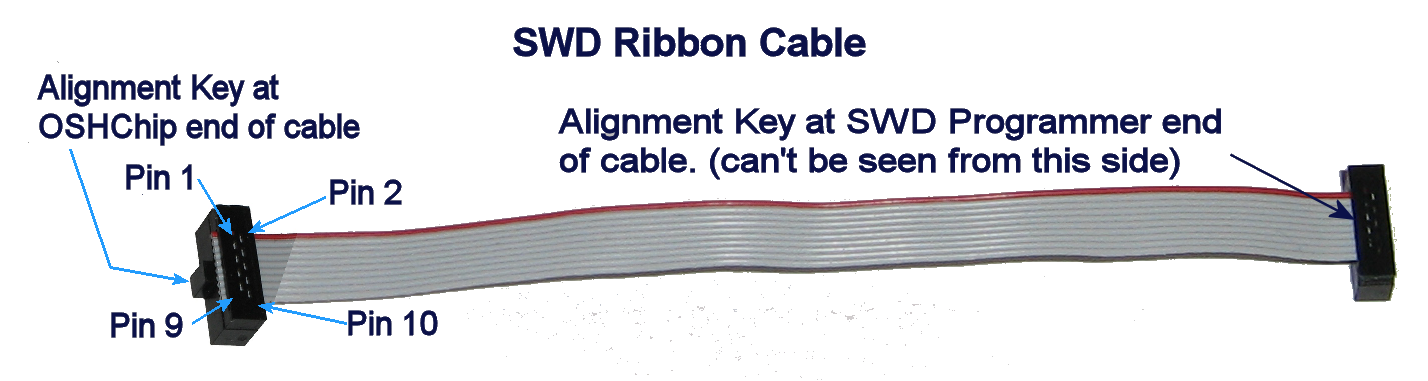 SWD Ribbon Cable
Alignment Key at
OSHChip end of cable
Alignment Key at SWD Programmer end
of cable. (can't be seen from this side)
Pin 1
Pin 2
Pin 9
Pin 10